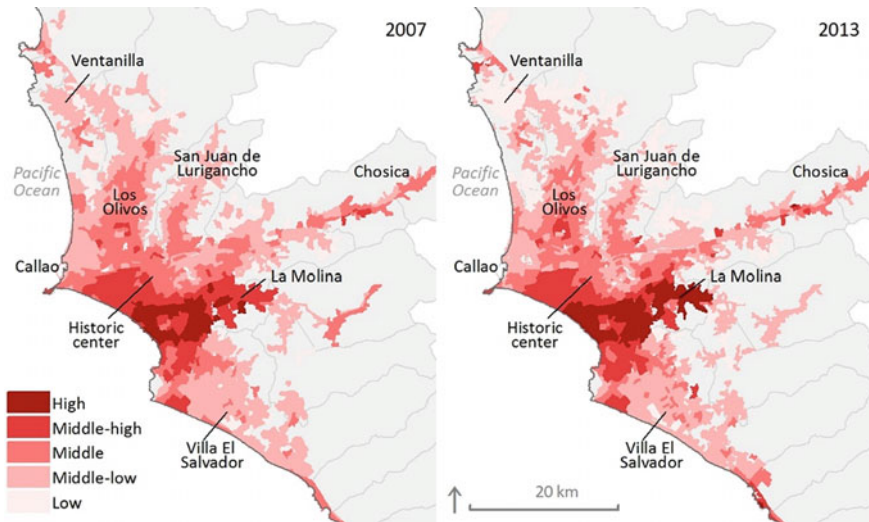 2007
Ventanilla
San Juan de
Lurigancho
Chosica
Pacific
Ocean
Los
Olivos
Callao
La Molina
Historic
center
High
Middle-high
Middle
Middle-low
Low
Villa El
Salvador
2013
Ventanilla
San Juan de
Lurigancho
Chosica
Pacific
Ocean
Los
Olivos
Callao
La Molina
Historic
center
Villa El
Salvador
20 km